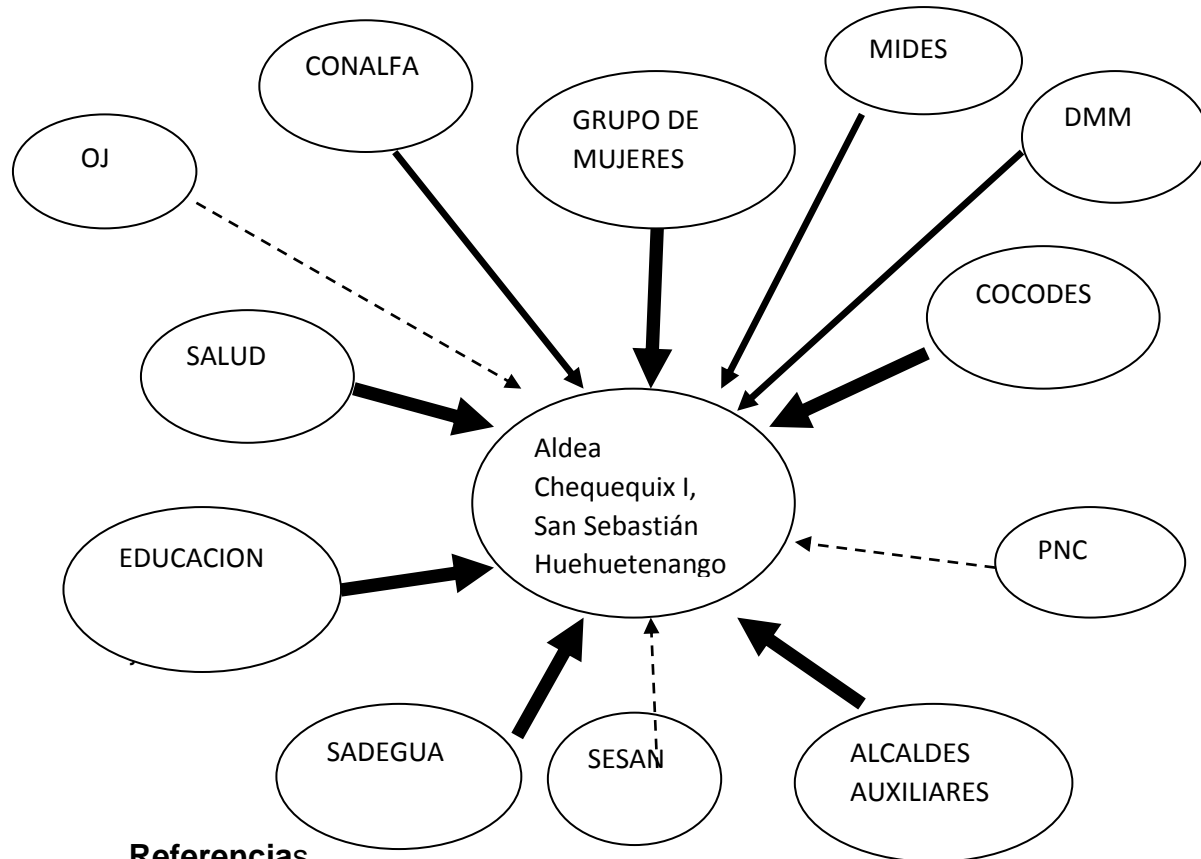 CONALFA
MIDES
GRUPO DE
MUJERES
DMM
OJ
COCODES
SALUD
Aldea
Chequequix I,
San Sebastián
Huehuetenango
EDUCACION
PNC
SADEGUA
SESAN
ALCALDES
AUXILIARES
Referencias